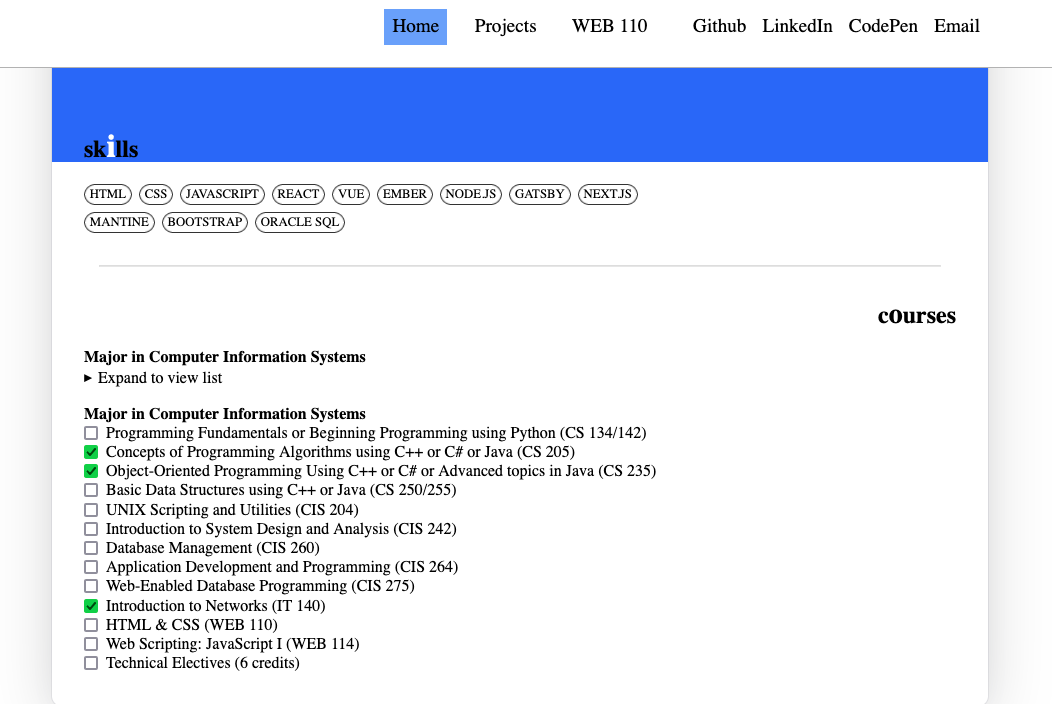 Home Projects WEB 110 Github LinkedIn CodePen Email
skills
HTML CSS JAVASCRIPT REACT VUE EMBER NODE.JS GATSBY NEXT.JS
MANTINE BOOTSTRAP ORACLE SQL
courses
Major in Computer Information Systems
Expand to view list
Major in Computer Information Systems
Programming Fundamentals or Beginning Programming using Python (CS 134/142)
Concepts of Programming Algorithms using C++ or C# or Java (CS 205)
Object-Oriented Programming Using C++ or C# or Advanced topics in Java (CS 235)
Basic Data Structures using C++ or Java (CS 250/255)
UNIX Scripting and Utilities (CIS 204)
Introduction to System Design and Analysis (CIS 242)
Database Management (CIS 260)
Application Development and Programming (CIS 264)
Web-Enabled Database Programming (CIS 275)
Introduction to Networks (IT 140)
HTML & CSS (WEB 110)
Web Scripting: JavaScript I (WEB 114)
Technical Electives (6 credits)